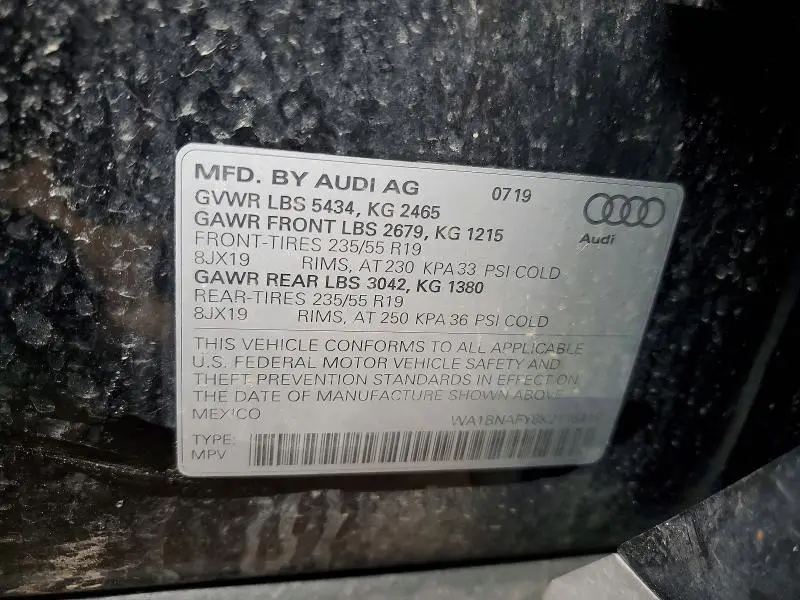 MFD. BY AUDI AG 0719
GVWR LBS 5434, KG 2465
GAWR FRONT LBS 2679, KG 1215
FRONT-TIRES 235/55 R19
8JX19 RIMS, AT 230 KPA 33 PSI COLD
GAWR REAR LBS 3042, KG 1380
REAR-TIRES 235/55 R19
8JX19 RIMS, AT 250 KPA 36 PSI COLD
Audi
THIS VEHICLE CONFORMS TO ALL APPLICABLE
U.S. FEDERAL MOTOR VEHICLE SAFETY AND
THEFT PREVENTION STANDARDS IN EFFECT ON
THE DATE OF MANUFACTURE SHOWN ABOVE
MEXICO
TYPE:
MPV